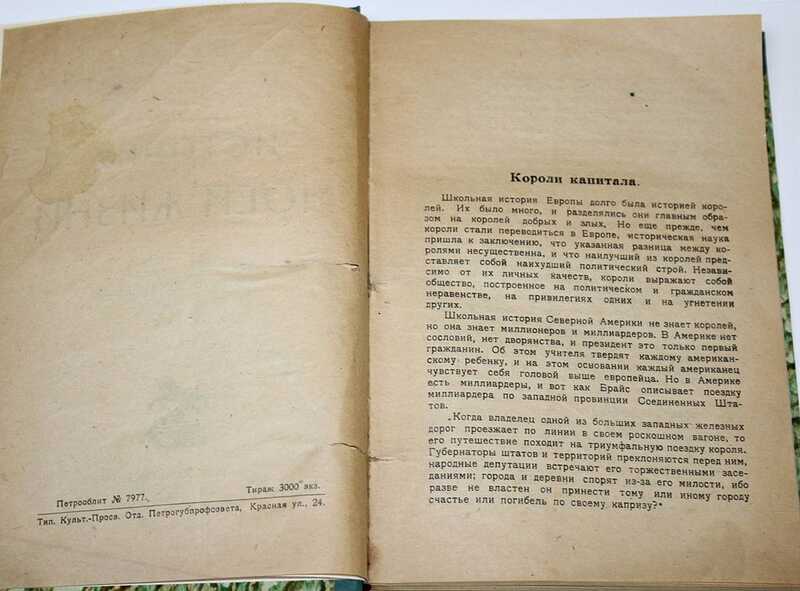 Петрооблит № 7977.
Тираж 3000 экз.
Тип. Культ.-Просв. Отд. Петрогубпрофсовета, Красная ул., 24.
Короли капитала.
Школьная история Европы долго была историей коро-
лей. Их было много, и разделялись они главным обра-
зом на королей добрых и злых. Но еще прежде, чем
короли стали переводиться в Европе, историческая наука
пришла к заключению, что указанная разница между ко-
ролями несущественна, и что наилучший из королей пред-
ставляет собой наихудший политический строй. Незави-
симо от их личных качеств, короли выражают собой
общество, построенное на политическом и гражданском
неравенстве, на привилегиях одних и на угнетении
других.
Школьная история Северной Америки не знает королей,
но она знает миллионеров и миллиардеров. В Америке нет
сословий, нет дворянства, и президент это только первый
гражданин. Об этом учителя твердят каждому американ-
скому ребенку, и на этом основании каждый американец
чувствует себя головой выше европейца. Но в Америке
есть миллиардеры, и вот как Брайс описывает поездку
миллиардера по западной провинции Соединенных Шта-
тов.
„Когда владелец одной из больших западных железных
дорог проезжает по линии в своем роскошном вагоне, то
его путешествие походит на триумфальную поездку короля.
Губернаторы штатов и территорий преклоняются перед ним,
народные депутации встречают его торжественными засе-
даниями; города и деревни спорят из-за его милости, ибо
разве не властен он принести тому или иному городу
счастье или погибель по своему капризу?“